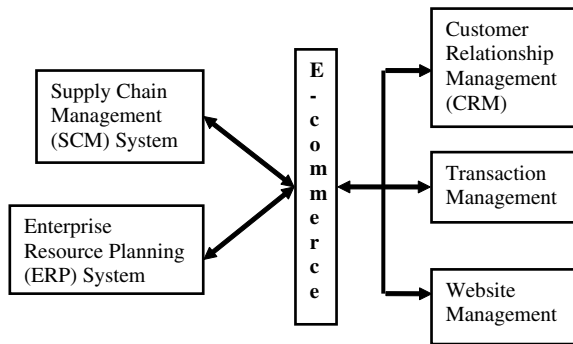 Supply Chain
Management
(SCM) System
Enterprise
Resource Planning
(ERP) System
E
-
c
o
m
m
e
r
c
e
Customer
Relationship
Management
(CRM)
Transaction
Management
Website
Management